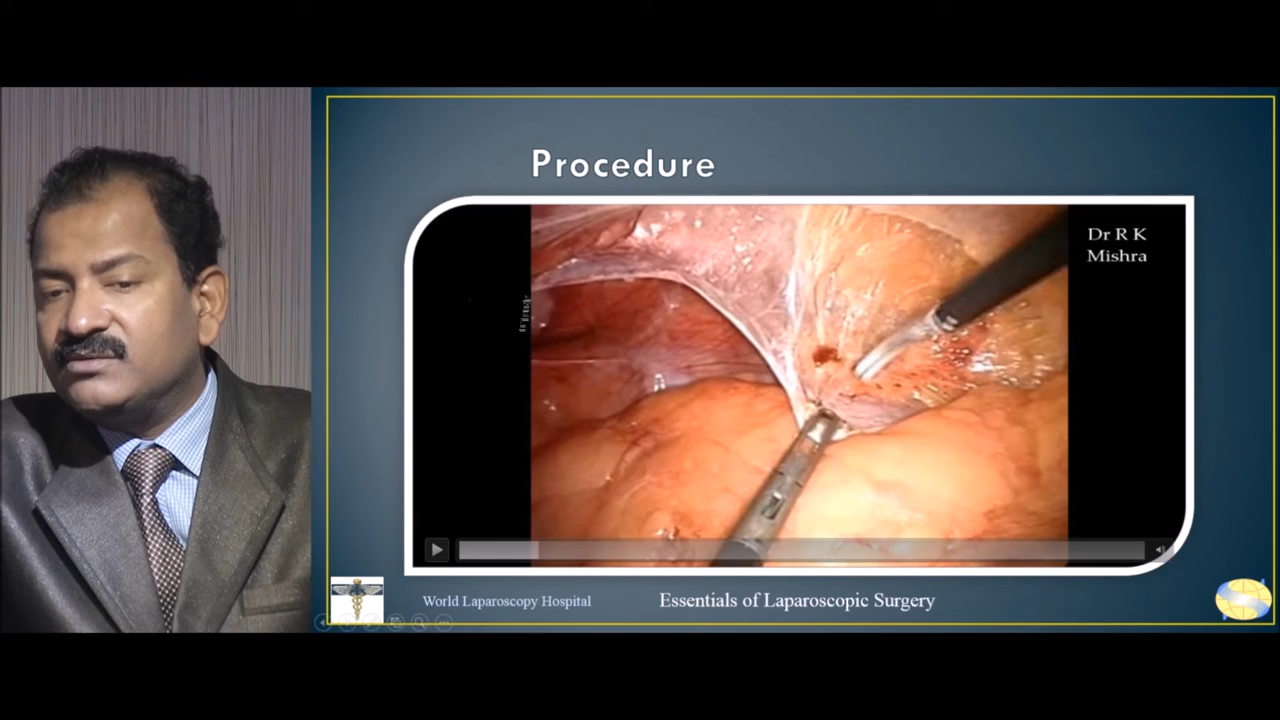 Procedure
Dr R K
Mishra
World Laparoscopy Hospital
Essentials of Laparoscopic Surgery